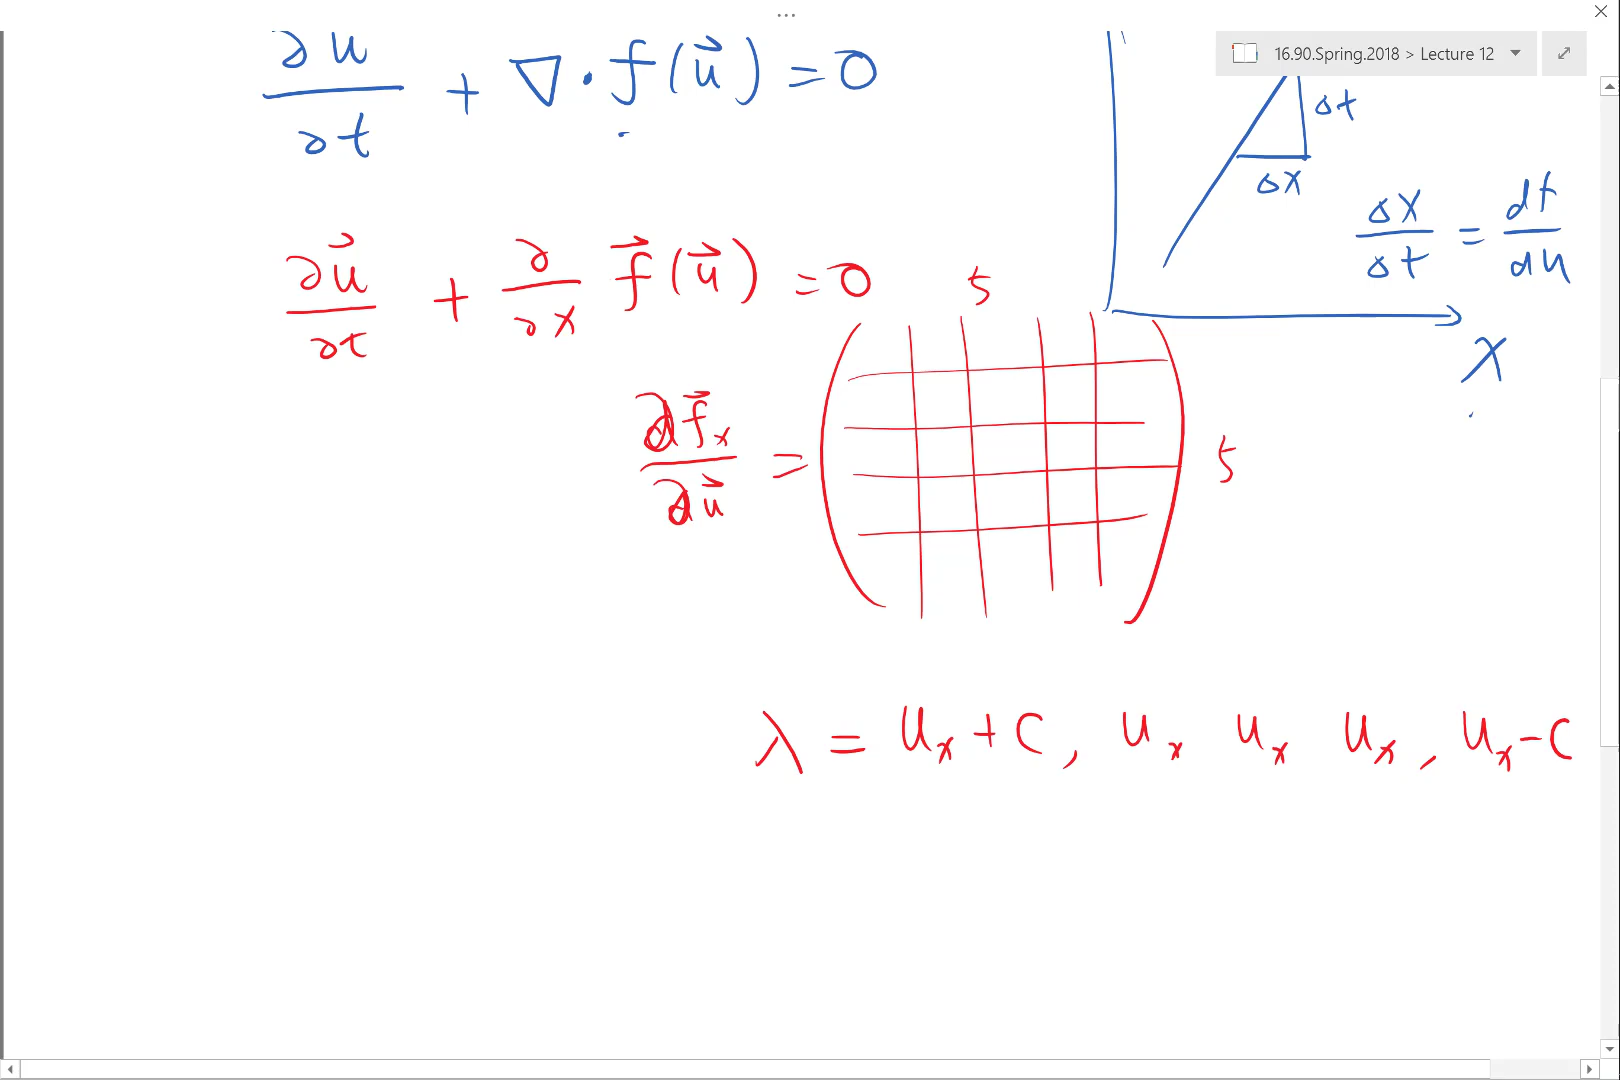 16.90.Spring.2018 > Lecture 12
∂u/∂t + ∇·f(u⃗) = 0
Δt
Δx
Δx/Δt = df/du
x
∂u⃗/∂t + ∂/∂x f⃗(u⃗) = 0
5
∂f⃗ₓ/∂u⃗ = ( )
5
λ = uₓ+c, uₓ uₓ uₓ, uₓ-c